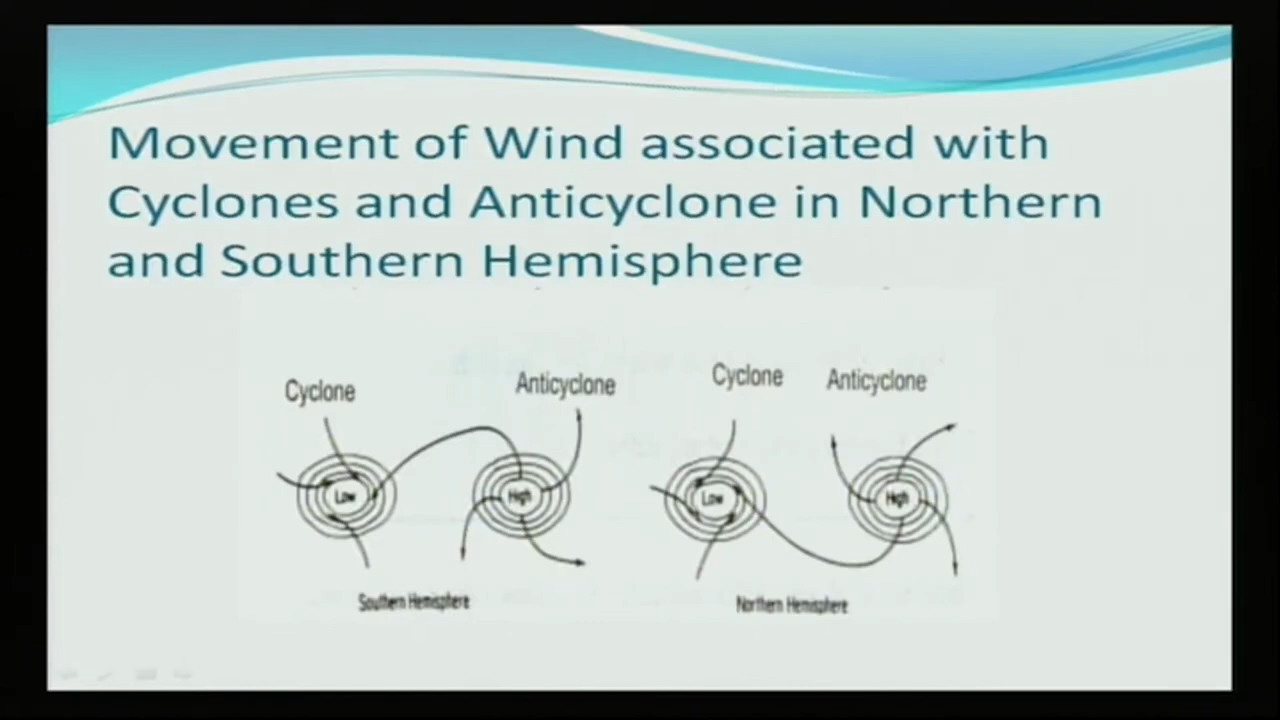 Movement of Wind associated with
Cyclones and Anticyclone in Northern
and Southern Hemisphere
Cyclone
Anticyclone
Cyclone
Anticyclone
Low
High
Low
High
Southern Hemisphere
Northern Hemisphere